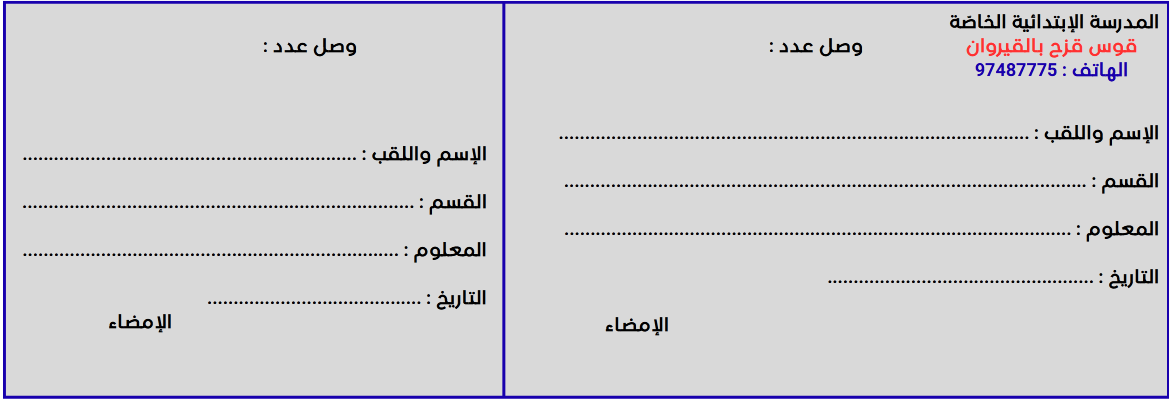 المدرسة الإبتدائية الخاصة
قوس قزح بالقيروان
الهاتف : 97487775
وصل عدد :
الإسم واللقب : ..........................................................................................
القسم : ....................................................................................................
المعلوم : .................................................................................................
التاريخ : ...................................................
الإمضاء
وصل عدد :
الإسم واللقب : ................................................................
القسم : ...........................................................................
المعلوم : ........................................................................
التاريخ : .........................................
الإمضاء